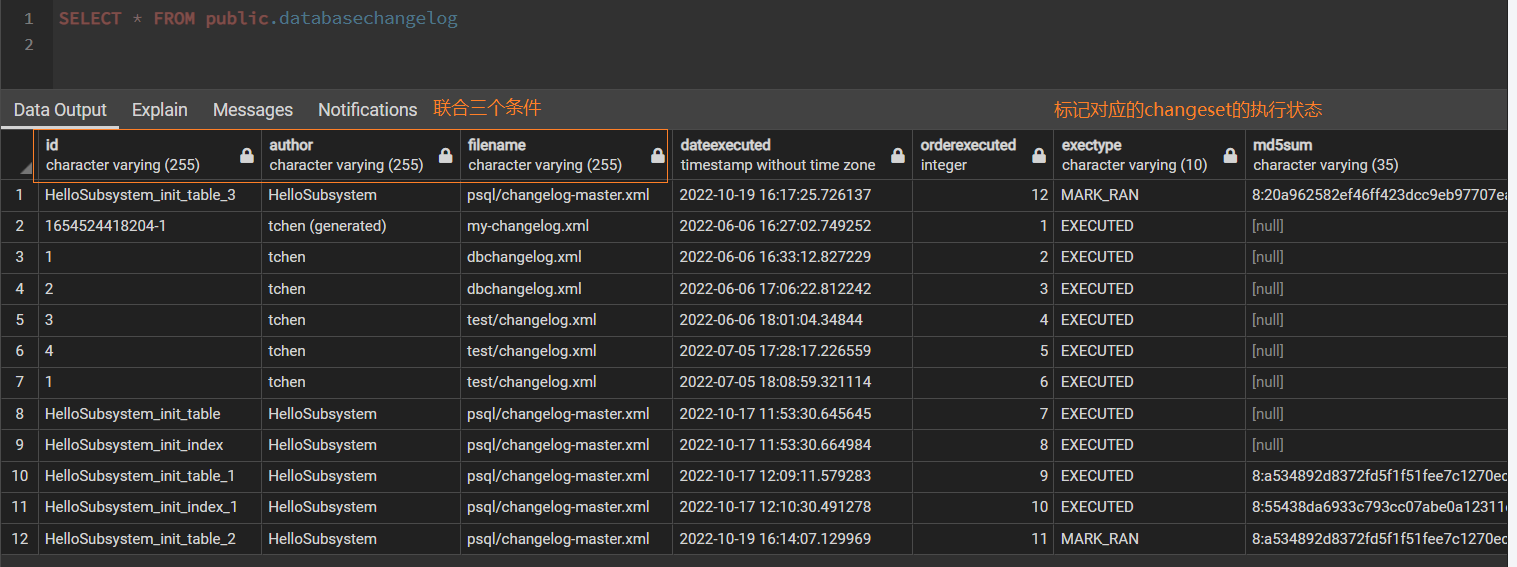 1 SELECT * FROM public.databasechangelog
2
Data Output Explain Messages Notifications 联合三个条件 标记对应的changeset的执行状态
id author filename dateexecuted orderexecuted exectype md5sum
character varying (255) character varying (255) character varying (255) timestamp without time zone integer character varying (10) character varying (35)
1 HelloSubsystem_init_table_3 HelloSubsystem psql/changelog-master.xml 2022-10-19 16:17:25.726137 12 MARK_RAN 8:20a962582ef46ff423dcc9eb97707ea
2 1654524418204-1 tchen (generated) my-changelog.xml 2022-06-06 16:27:02.749252 1 EXECUTED [null]
3 1 tchen dbchangelog.xml 2022-06-06 16:33:12.827229 2 EXECUTED [null]
4 2 tchen dbchangelog.xml 2022-06-06 17:06:22.812242 3 EXECUTED [null]
5 3 tchen test/changelog.xml 2022-06-06 18:01:04.34844 4 EXECUTED [null]
6 4 tchen test/changelog.xml 2022-07-05 17:28:17.226559 5 EXECUTED [null]
7 1 tchen test/changelog.xml 2022-07-05 18:08:59.321114 6 EXECUTED [null]
8 HelloSubsystem_init_table HelloSubsystem psql/changelog-master.xml 2022-10-17 11:53:30.645645 7 EXECUTED [null]
9 HelloSubsystem_init_index HelloSubsystem psql/changelog-master.xml 2022-10-17 11:53:30.664984 8 EXECUTED [null]
10 HelloSubsystem_init_table_1 HelloSubsystem psql/changelog-master.xml 2022-10-17 12:09:11.579283 9 EXECUTED 8:a534892d8372fd5f1f51fee7c1270ec
11 HelloSubsystem_init_index_1 HelloSubsystem psql/changelog-master.xml 2022-10-17 12:10:30.491278 10 EXECUTED 8:55438da6933c793cc07abe0a12311
12 HelloSubsystem_init_table_2 HelloSubsystem psql/changelog-master.xml 2022-10-19 16:14:07.129969 11 MARK_RAN 8:a534892d8372fd5f1f51fee7c1270ec